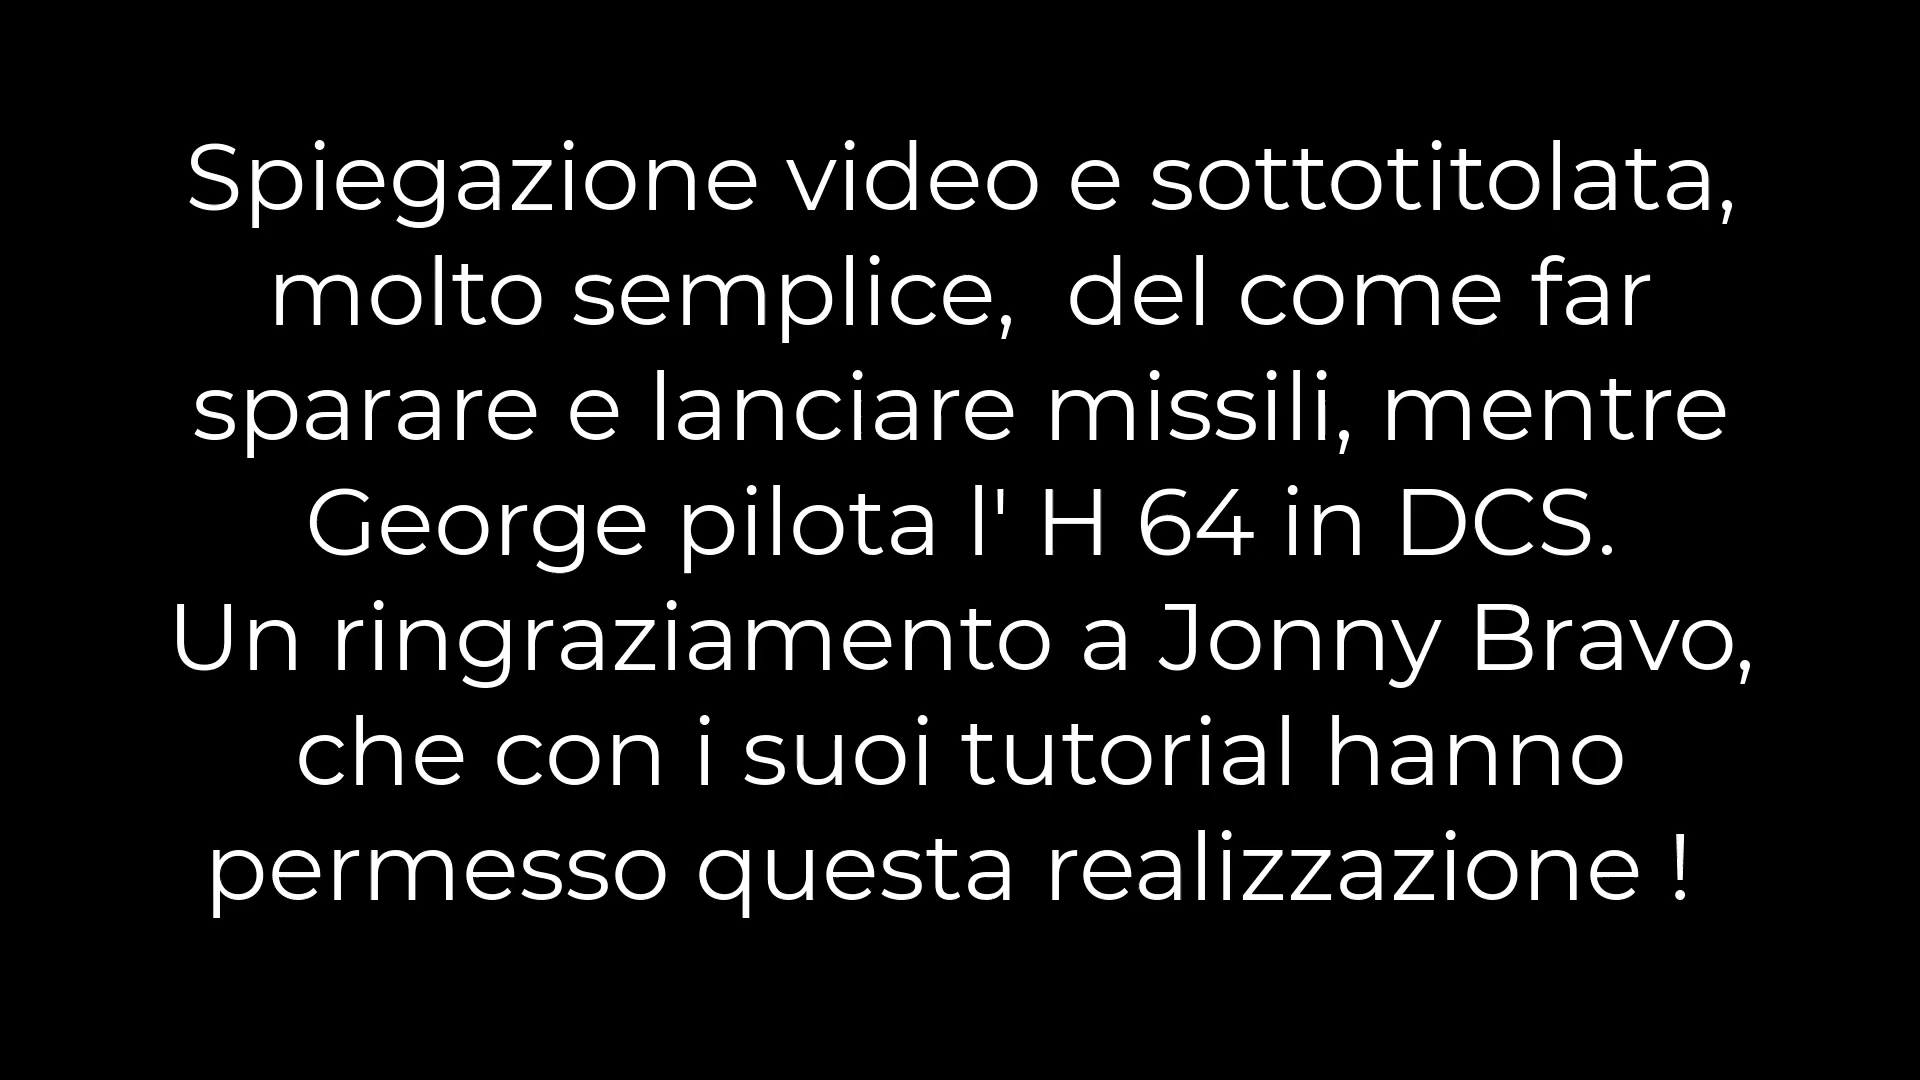 Spiegazione video e sottotitolata,
molto semplice,  del come far
sparare e lanciare missili, mentre
George pilota l' H 64 in DCS.
Un ringraziamento a Jonny Bravo,
che con i suoi tutorial hanno
permesso questa realizzazione !